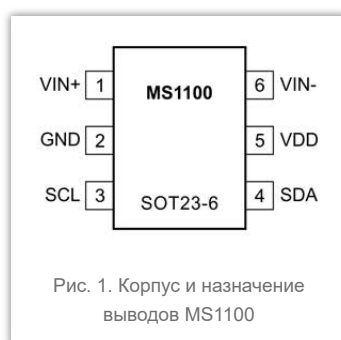 VIN+ 1 MS1100 6 VIN-
GND 2 5 VDD
SCL 3 SOT23-6 4 SDA
Рис. 1. Корпус и назначение
выводов MS1100